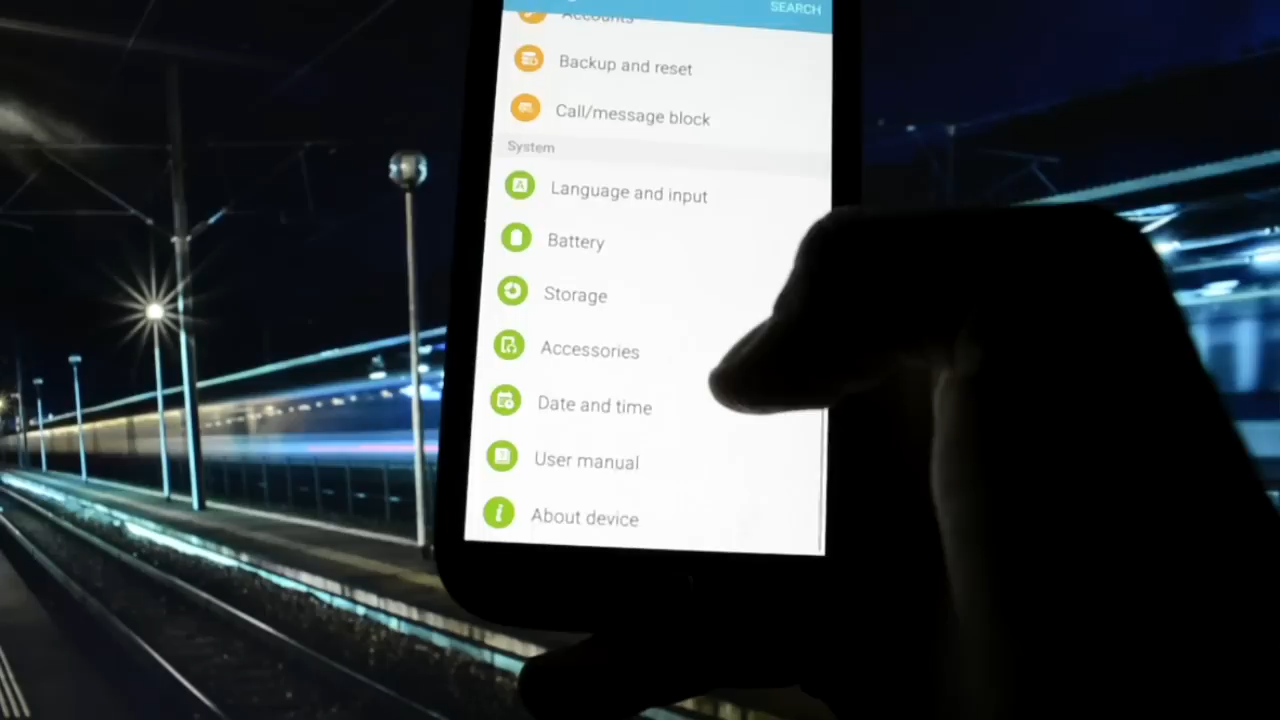 SEARCH
Accounts
Backup and reset
Call/message block
System
Language and input
Battery
Storage
Accessories
Date and time
User manual
About device